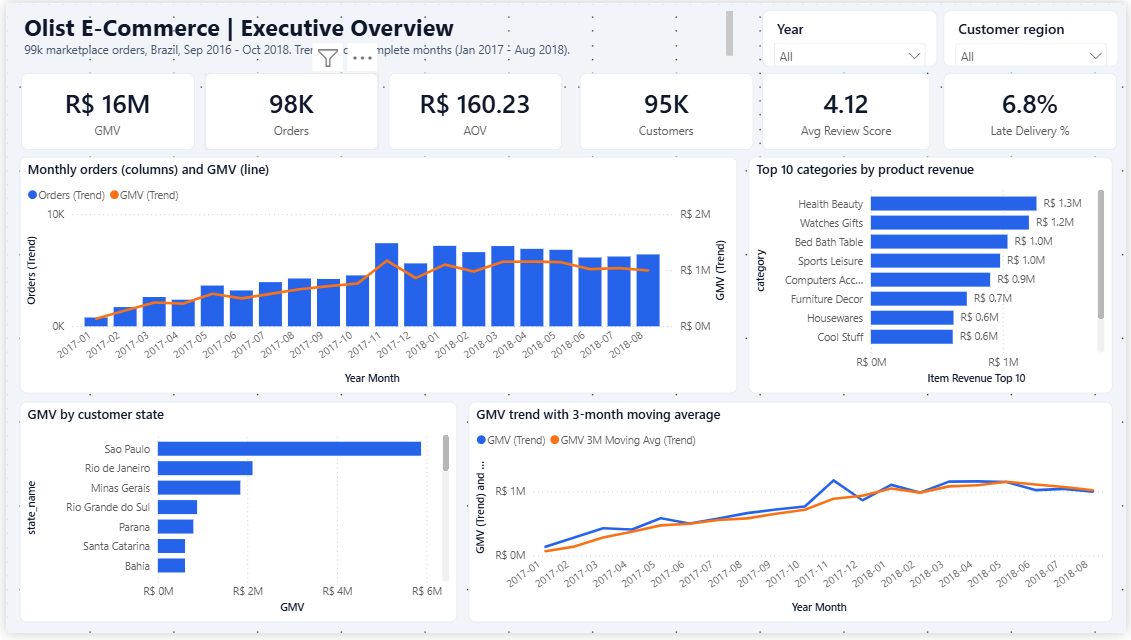 Olist E-Commerce | Executive Overview
99k marketplace orders, Brazil, Sep 2016 - Oct 2018. Tre mplete months (Jan 2017 - Aug 2018).
Year
All
Customer region
All
R$ 16M
GMV
98K
Orders
R$ 160.23
AOV
95K
Customers
4.12
Avg Review Score
6.8%
Late Delivery %
Monthly orders (columns) and GMV (line)
Orders (Trend) GMV (Trend)
Orders (Trend)
10K
0K
R$ 2M
R$ 1M
R$ 0M
GMV (Trend)
2017-01 2017-02 2017-03 2017-04 2017-05 2017-06 2017-07 2017-08 2017-09 2017-10 2017-11 2017-12 2018-01 2018-02 2018-03 2018-04 2018-05 2018-06 2018-07 2018-08
Year Month
Top 10 categories by product revenue
category
Health Beauty R$ 1.3M
Watches Gifts R$ 1.2M
Bed Bath Table R$ 1.0M
Sports Leisure R$ 1.0M
Computers Acc... R$ 0.9M
Furniture Decor R$ 0.7M
Housewares R$ 0.6M
Cool Stuff R$ 0.6M
R$ 0M R$ 1M
Item Revenue Top 10
GMV by customer state
state_name
Sao Paulo
Rio de Janeiro
Minas Gerais
Rio Grande do Sul
Parana
Santa Catarina
Bahia
R$ 0M R$ 2M R$ 4M R$ 6M
GMV
GMV trend with 3-month moving average
GMV (Trend) GMV 3M Moving Avg (Trend)
GMV (Trend) and ...
R$ 1M
R$ 0M
2017-01 2017-02 2017-03 2017-04 2017-05 2017-06 2017-07 2017-08 2017-09 2017-10 2017-11 2017-12 2018-01 2018-02 2018-03 2018-04 2018-05 2018-06 2018-07 2018-08
Year Month